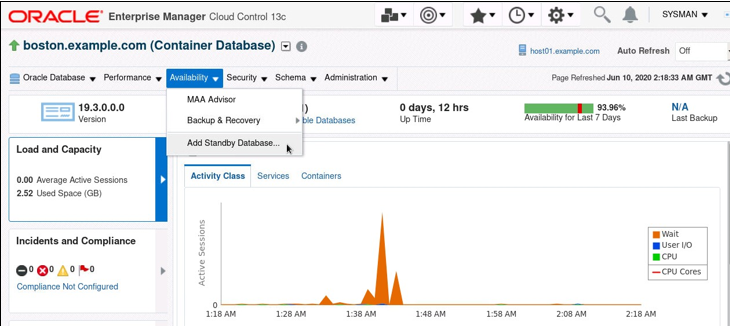 ORACLE® Enterprise Manager Cloud Control 13c
SYSMAN
boston.example.com (Container Database)
host01.example.com
Auto Refresh Off
Oracle Database Performance Availability Security Schema Administration
Page Refreshed Jun 10, 2020 2:18:33 AM GMT
MAA Advisor
Backup & Recovery
Add Standby Database...
19.3.0.0.0
Version
)
ble Databases
0 days, 12 hrs
Up Time
93.96%
Availability for Last 7 Days
N/A
Last Backup
Load and Capacity
0.00 Average Active Sessions
2.52 Used Space (GB)
Incidents and Compliance
0 0 0 0
Compliance Not Configured
Activity Class Services Containers
Active Sessions
0
1:18 AM 1:28 AM 1:38 AM 1:48 AM 1:58 AM 2:08 AM 2:18 AM
Wait
User I/O
CPU
CPU Cores